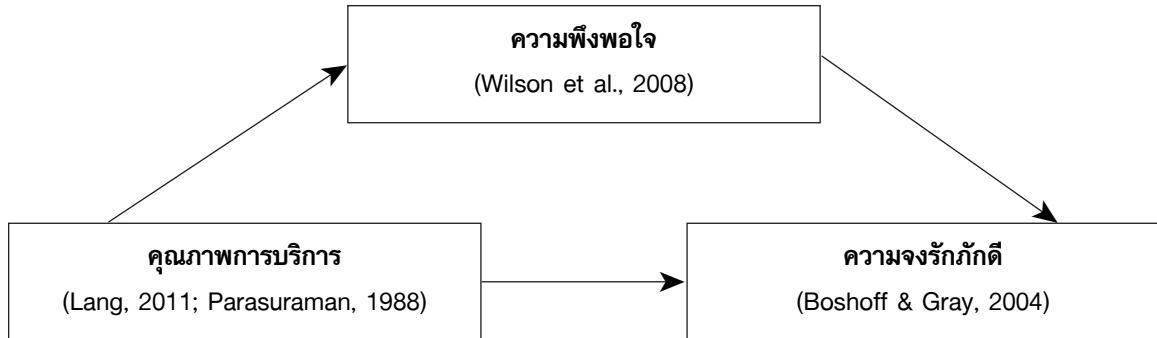 ความพึงพอใจ
(Wilson et al., 2008)
คุณภาพการบริการ
(Lang, 2011; Parasuraman, 1988)
ความจงรักภักดี
(Boshoff & Gray, 2004)